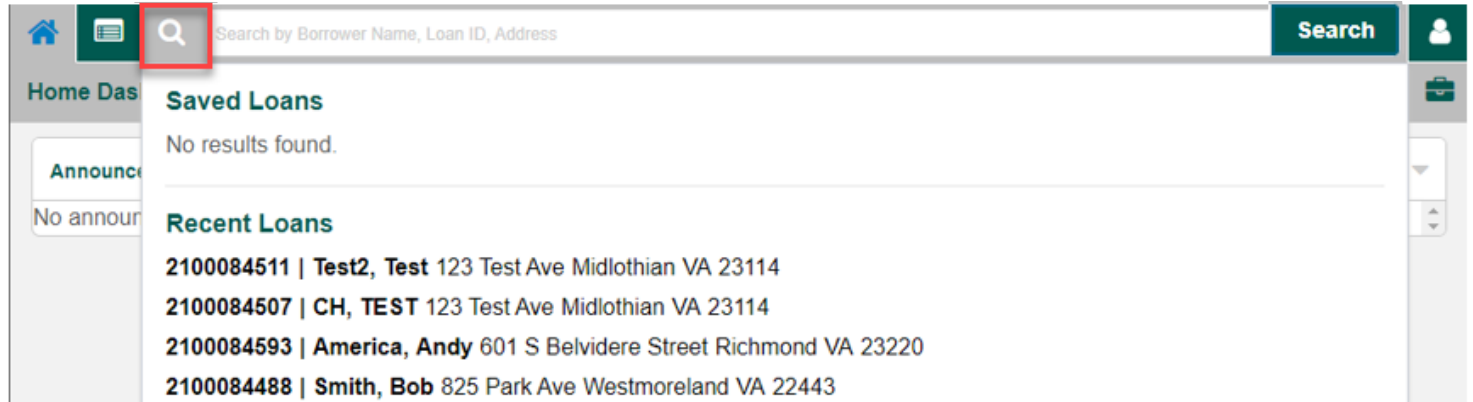 Search by Borrower Name, Loan ID, Address
Search
Home Das
Saved Loans
No results found.
Announce
No announ
Recent Loans
2100084511 | Test2, Test 123 Test Ave Midlothian VA 23114
2100084507 | CH, TEST 123 Test Ave Midlothian VA 23114
2100084593 | America, Andy 601 S Belvidere Street Richmond VA 23220
2100084488 | Smith, Bob 825 Park Ave Westmoreland VA 22443